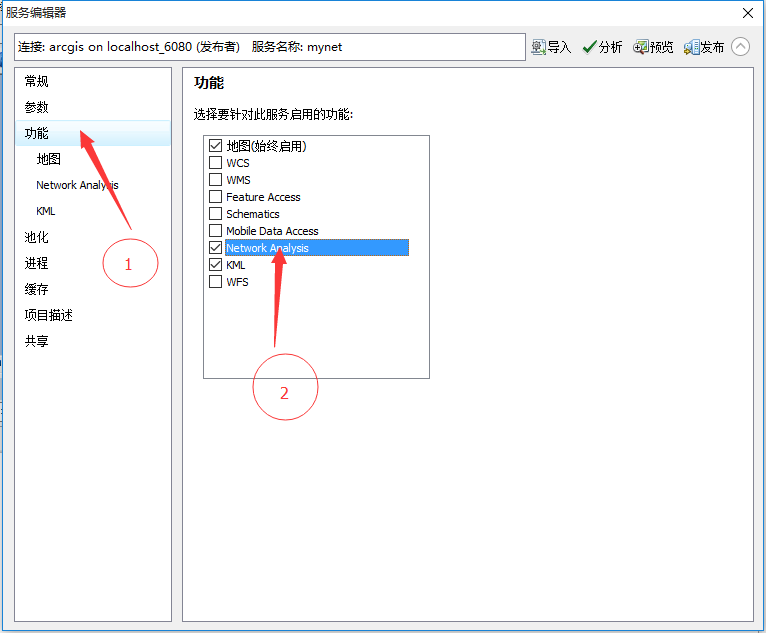 服务编辑器
连接: arcgis on localhost_6080 (发布者) 服务名称: mynet
导入 分析 预览 发布
常规
参数
功能
地图
Network Analysis
KML
池化
进程
缓存
项目描述
共享
功能
选择要针对此服务启用的功能:
地图(始终启用)
WCS
WMS
Feature Access
Schematics
Mobile Data Access
Network Analysis
KML
WFS
1
2